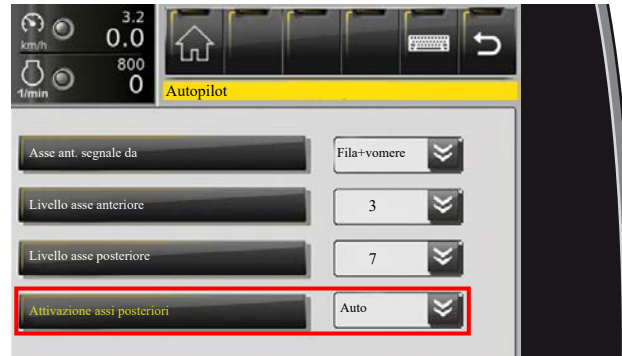 3.2
km/h 0.0
800
1/min 0
Autopilot
Asse ant. segnale da Fila+vomere
Livello asse anteriore 3
Livello asse posteriore 7
Attivazione assi posteriori Auto